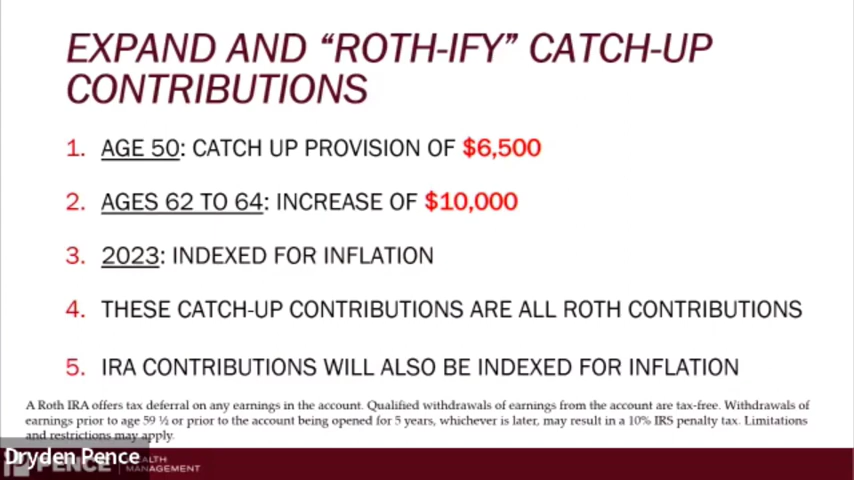 EXPAND AND “ROTH-IFY” CATCH-UP
CONTRIBUTIONS
1. AGE 50: CATCH UP PROVISION OF $6,500
2. AGES 62 TO 64: INCREASE OF $10,000
3. 2023: INDEXED FOR INFLATION
4. THESE CATCH-UP CONTRIBUTIONS ARE ALL ROTH CONTRIBUTIONS
5. IRA CONTRIBUTIONS WILL ALSO BE INDEXED FOR INFLATION
A Roth IRA offers tax deferral on any earnings in the account. Qualified withdrawals of earnings from the account are tax-free. Withdrawals of
earnings prior to age 59 ½ or prior to the account being opened for 5 years, whichever is later, may result in a 10% IRS penalty tax. Limitations
and restrictions may apply.
Dryden Pence
PENCE
WEALTH
MANAGEMENT